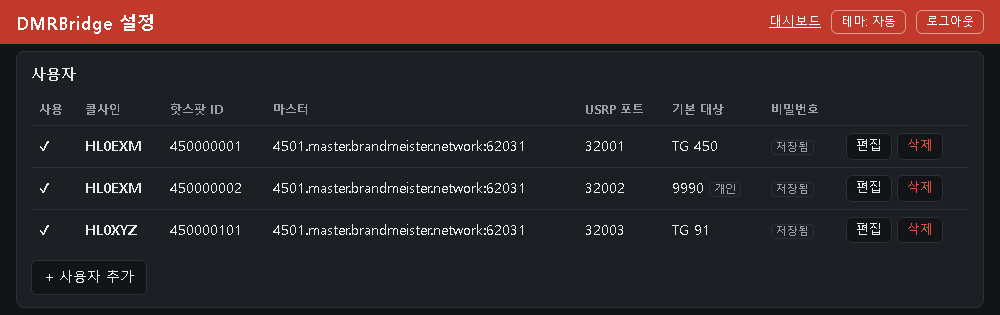 DMRBridge 설정 대시보드 테마: 자동 로그아웃
사용자
사용 콜사인 핫스팟 ID 마스터 USRP 포트 기본 대상 비밀번호
✓ HL0EXM 450000001 4501.master.brandmeister.network:62031 32001 TG 450 저장됨 편집 삭제
✓ HL0EXM 450000002 4501.master.brandmeister.network:62031 32002 9990 개인 저장됨 편집 삭제
✓ HL0XYZ 450000101 4501.master.brandmeister.network:62031 32003 TG 91 저장됨 편집 삭제
+ 사용자 추가